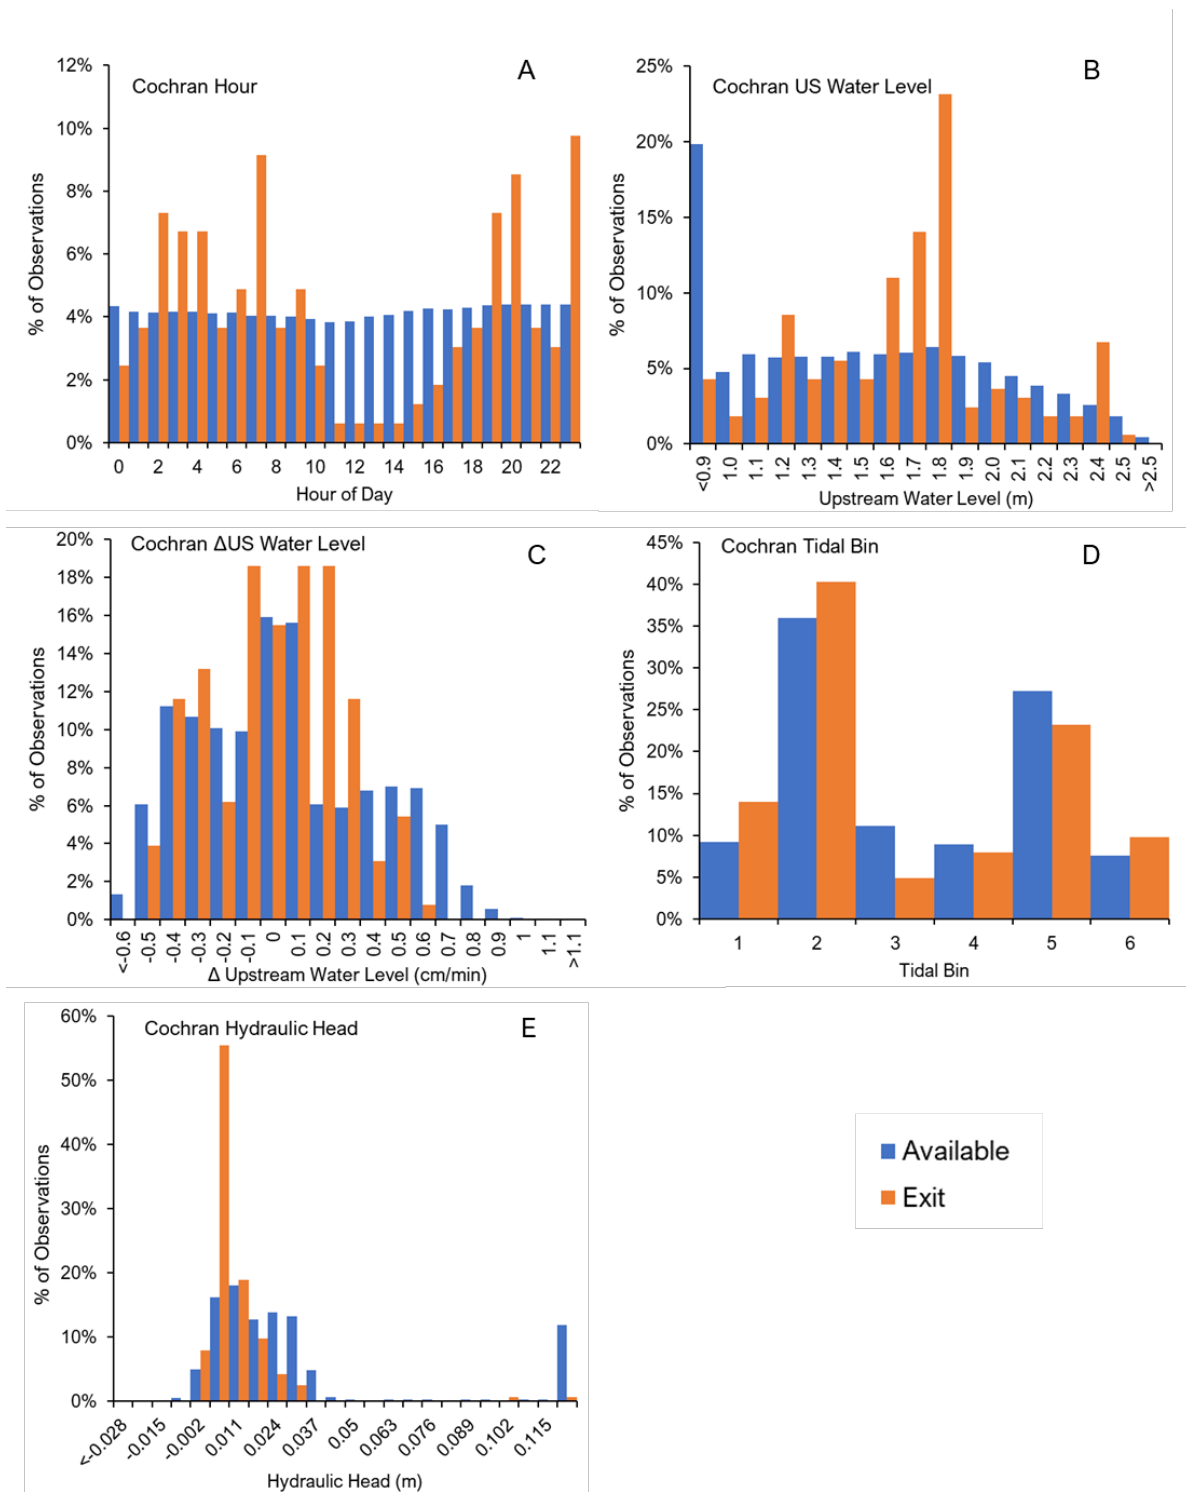 Cochran Hour
A
12%
10%
8%
6%
4%
2%
0%
% of Observations
0 2 4 6 8 10 12 14 16 18 20 22
Hour of Day
Cochran US Water Level
B
25%
20%
15%
10%
5%
0%
% of Observations
<0.9 1.0 1.1 1.2 1.3 1.4 1.5 1.6 1.7 1.8 1.9 2.0 2.1 2.2 2.3 2.4 2.5 >2.5
Upstream Water Level (m)
Cochran ΔUS Water Level
C
20%
18%
16%
14%
12%
10%
8%
6%
4%
2%
0%
% of Observations
<-0.6 -0.5 -0.4 -0.3 -0.2 -0.1 0 0.1 0.2 0.3 0.4 0.5 0.6 0.7 0.8 0.9 1 1.1 >1.1
Δ Upstream Water Level (cm/min)
Cochran Tidal Bin
D
45%
40%
35%
30%
25%
20%
15%
10%
5%
0%
% of Observations
1 2 3 4 5 6
Tidal Bin
Cochran Hydraulic Head
E
60%
50%
40%
30%
20%
10%
0%
% of Observations
<-0.028 -0.015 -0.002 0.011 0.024 0.037 0.05 0.063 0.076 0.089 0.102 0.115
Hydraulic Head (m)
Available
Exit